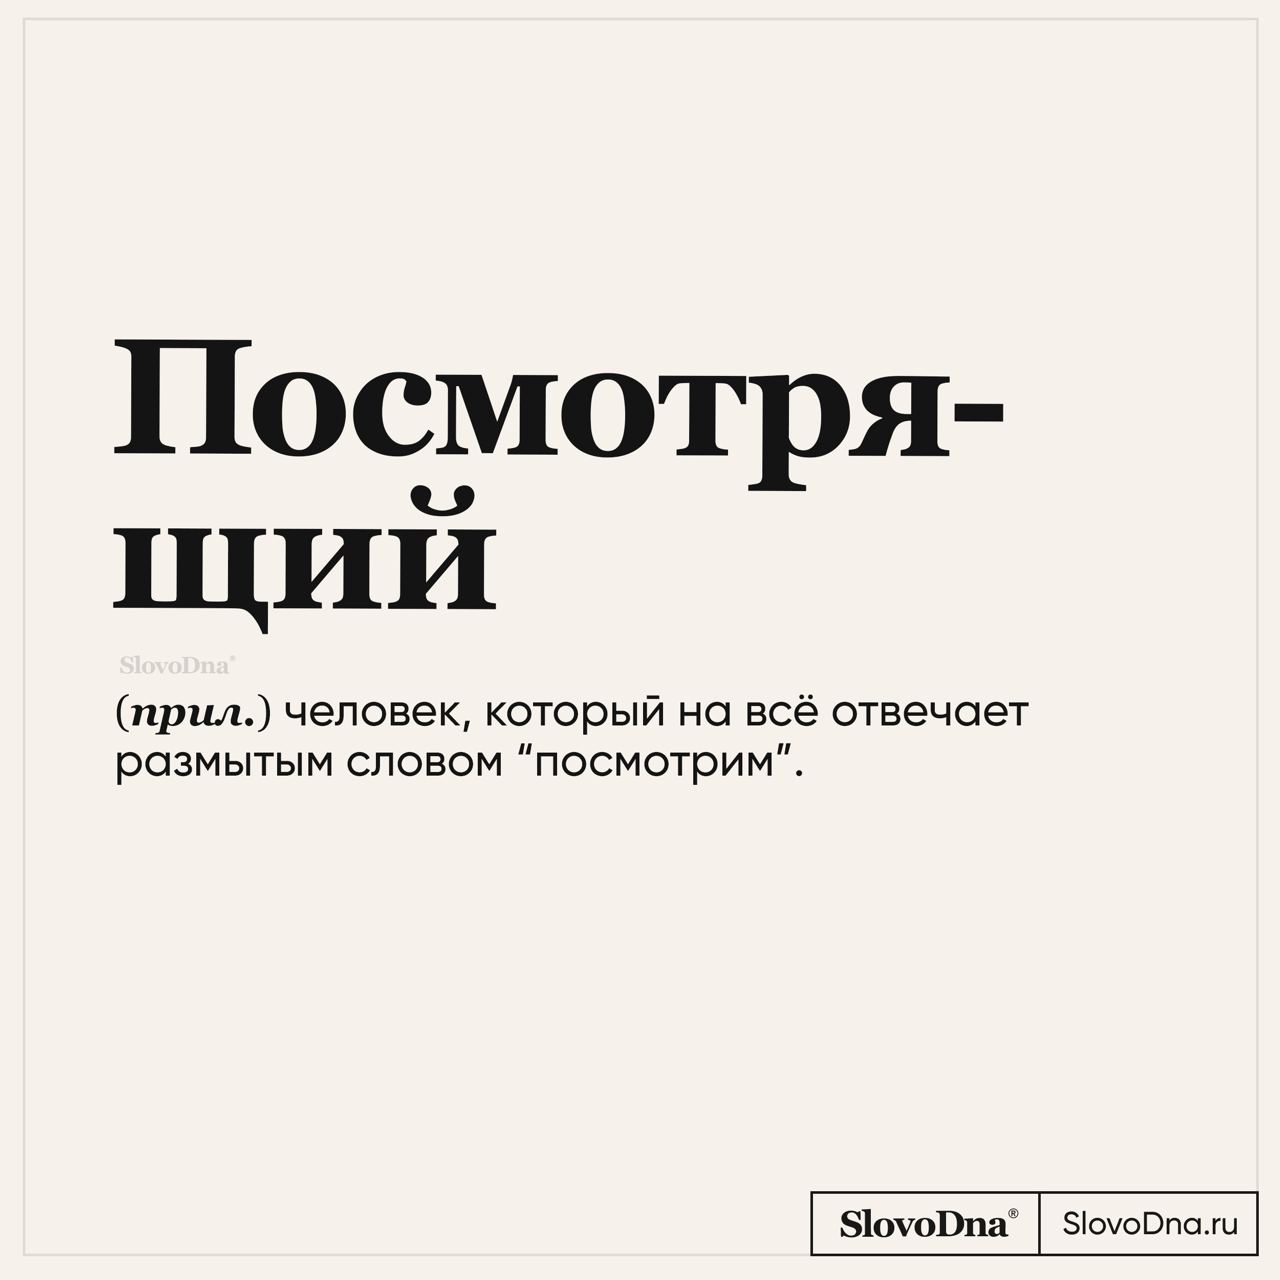 Посмотря-
щий
SlovoDna®
(прил.) человек, который на всё отвечает
размытым словом “посмотрим”.
SlovoDna® SlovoDna.ru